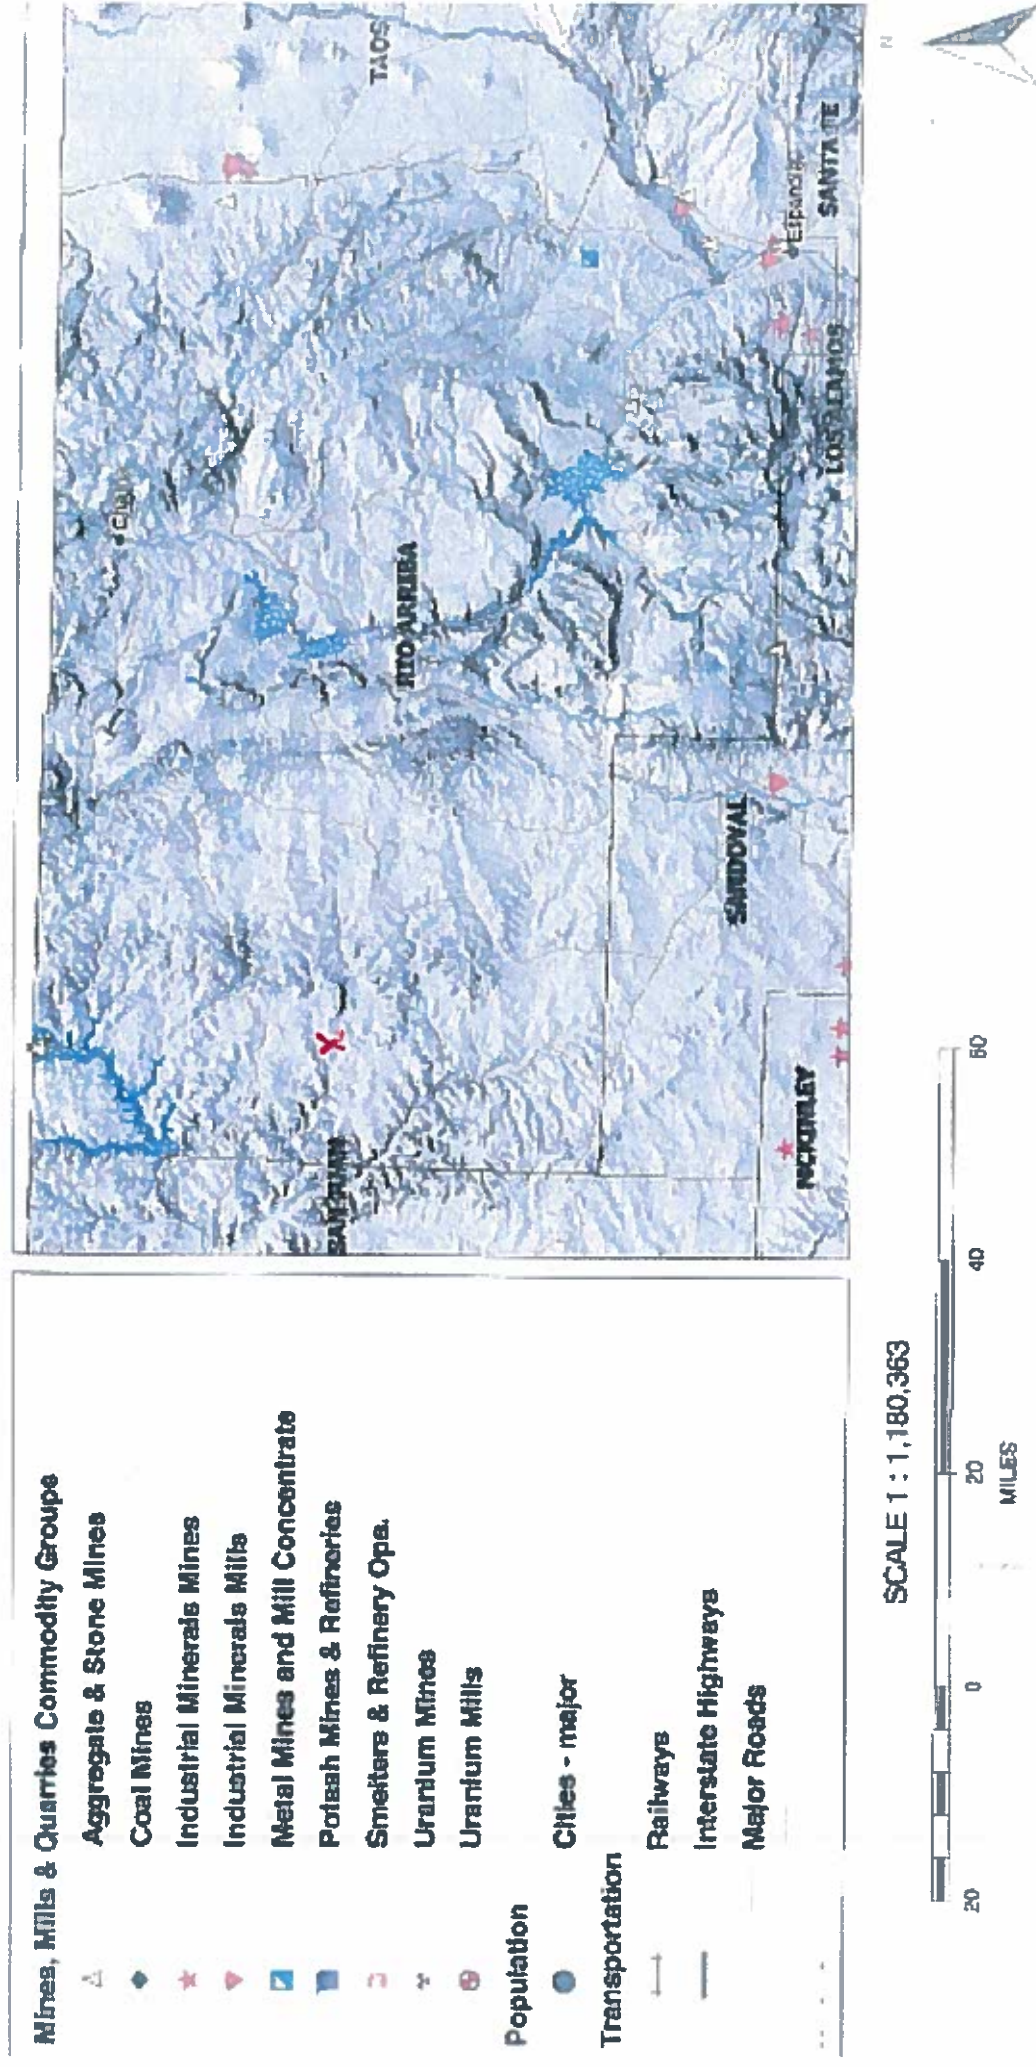 Mines, Mills & Quarries Commodity Groups
Aggregate & Stone Mines
Coal Mines
Industrial Minerals Mines
Industrial Minerals Mills
Metal Mines and Mill Concentrate
Potash Mines & Refineries
Smelters & Refinery Ops.
Uranium Mines
Uranium Mills
Population
Cities - major
Transportation
Railways
Interstate Highways
Major Roads
TAOS
Chama
RIO ARRIBA
SAN JUAN
X
Espanola
SANTA FE
LOS ALAMOS
SANDOVAL
MCKINLEY
N
SCALE 1 : 1,180,363
20
0
20
40
60
MILES